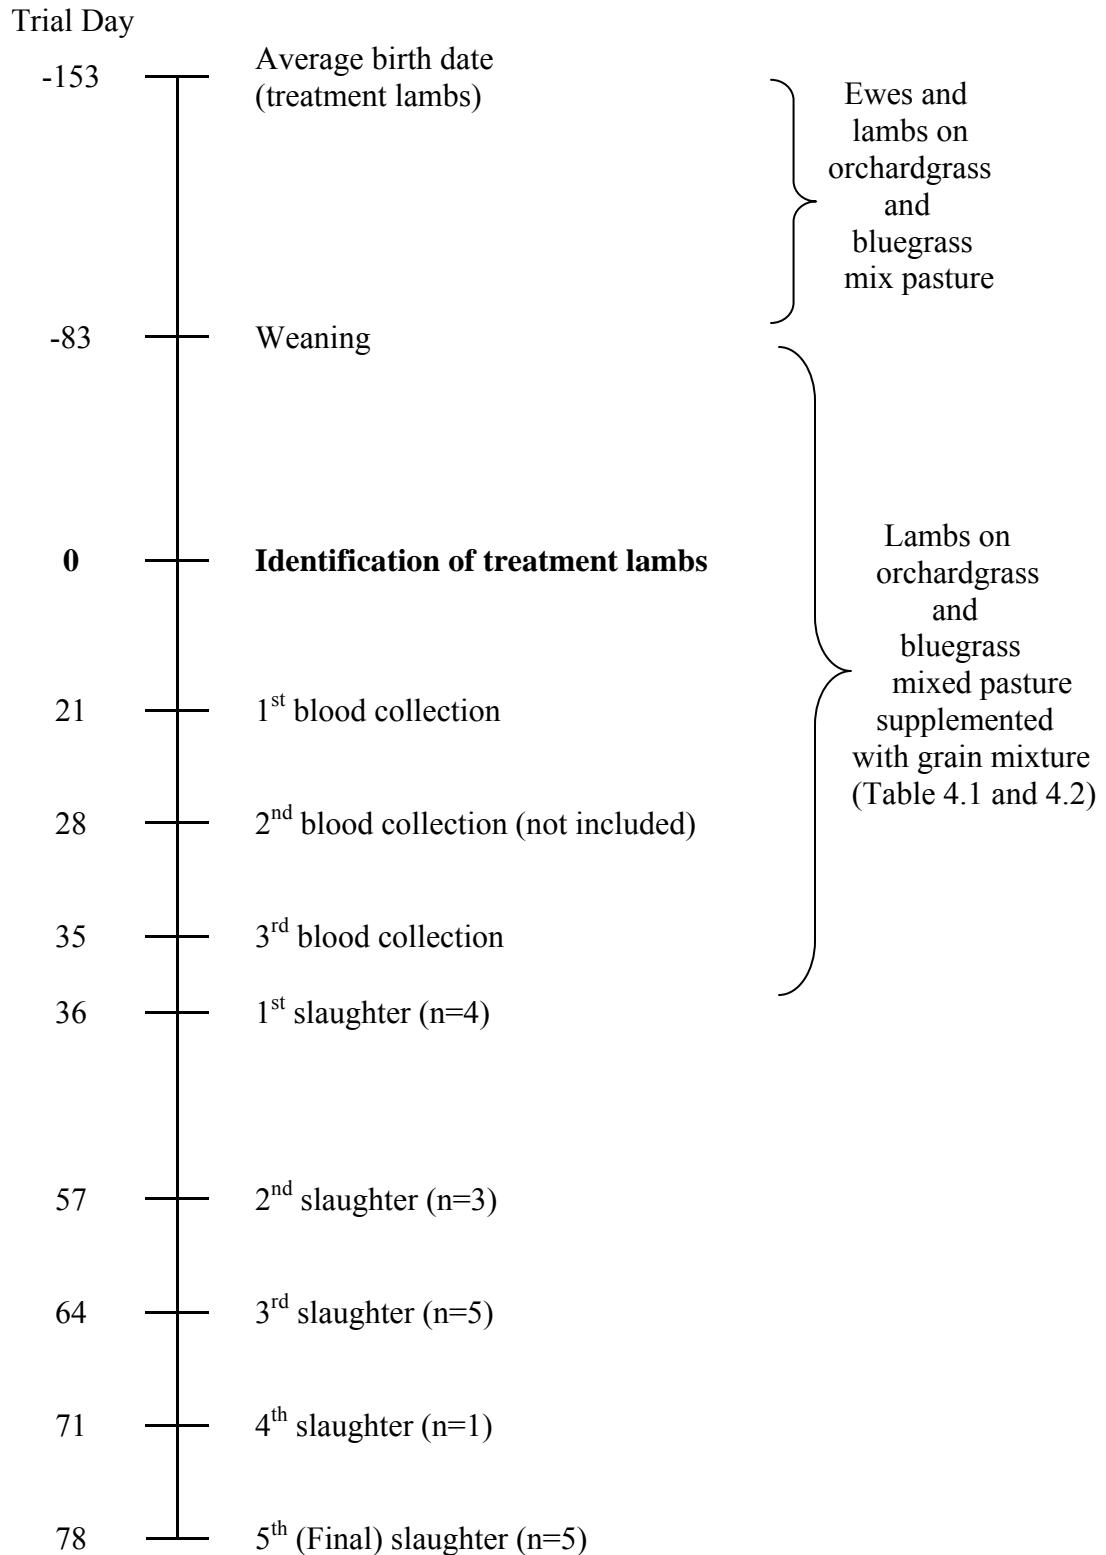 Trial Day
-153
Average birth date
(treatment lambs)
Ewes and
lambs on
orchardgrass
and
bluegrass
mix pasture
-83
Weaning
0
Identification of treatment lambs
Lambs on
orchardgrass
and
bluegrass
mixed pasture
supplemented
with grain mixture
(Table 4.1 and 4.2)
21
1st blood collection
28
2nd blood collection (not included)
35
3rd blood collection
36
1st slaughter (n=4)
57
2nd slaughter (n=3)
64
3rd slaughter (n=5)
71
4th slaughter (n=1)
78
5th (Final) slaughter (n=5)